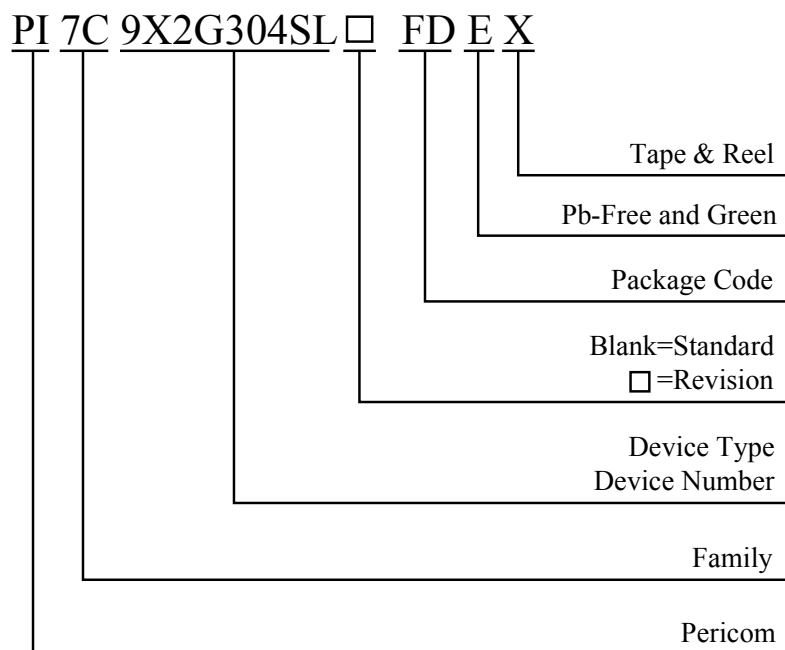 PI 7C 9X2G304SL□ FD E X
Tape & Reel
Pb-Free and Green
Package Code
Blank=Standard
□=Revision
Device Type
Device Number
Family
Pericom